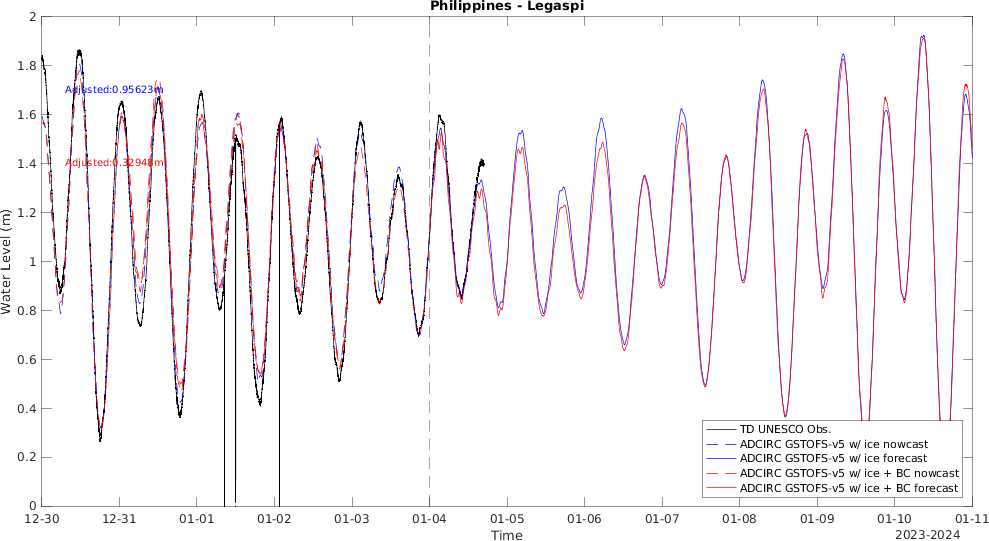 Philippines - Legaspi
Water Level (m)
2
1.8
1.6
1.4
1.2
1
0.8
0.6
0.4
0.2
0
Adjusted:0.95623m
Adjusted:0.32948m
TD UNESCO Obs.
ADCIRC GSTOFS-v5 w/ ice nowcast
ADCIRC GSTOFS-v5 w/ ice forecast
ADCIRC GSTOFS-v5 w/ ice + BC nowcast
ADCIRC GSTOFS-v5 w/ ice + BC forecast
12-30 12-31 01-01 01-02 01-03 01-04 01-05 01-06 01-07 01-08 01-09 01-10 01-11
Time
2023-2024